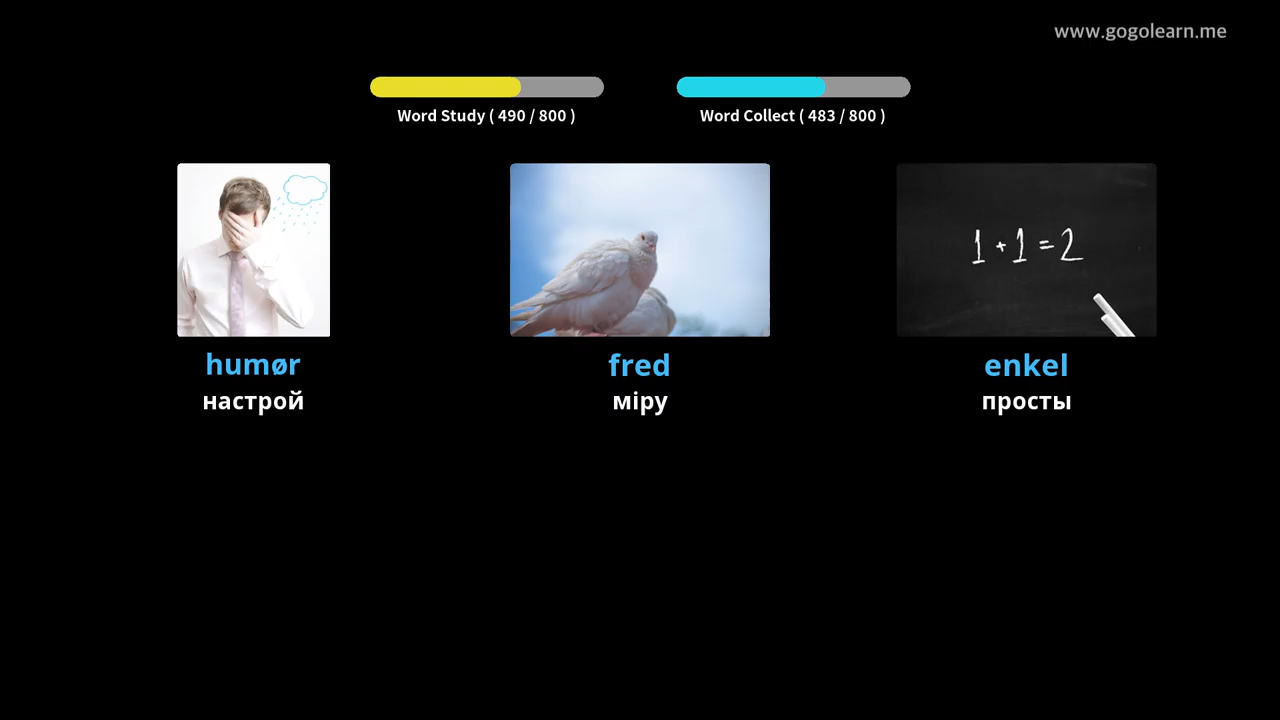 www.gogolearn.me
Word Study ( 490 / 800 )
Word Collect ( 483 / 800 )
1 + 1 = 2
humør
fred
enkel
настрой
міру
просты